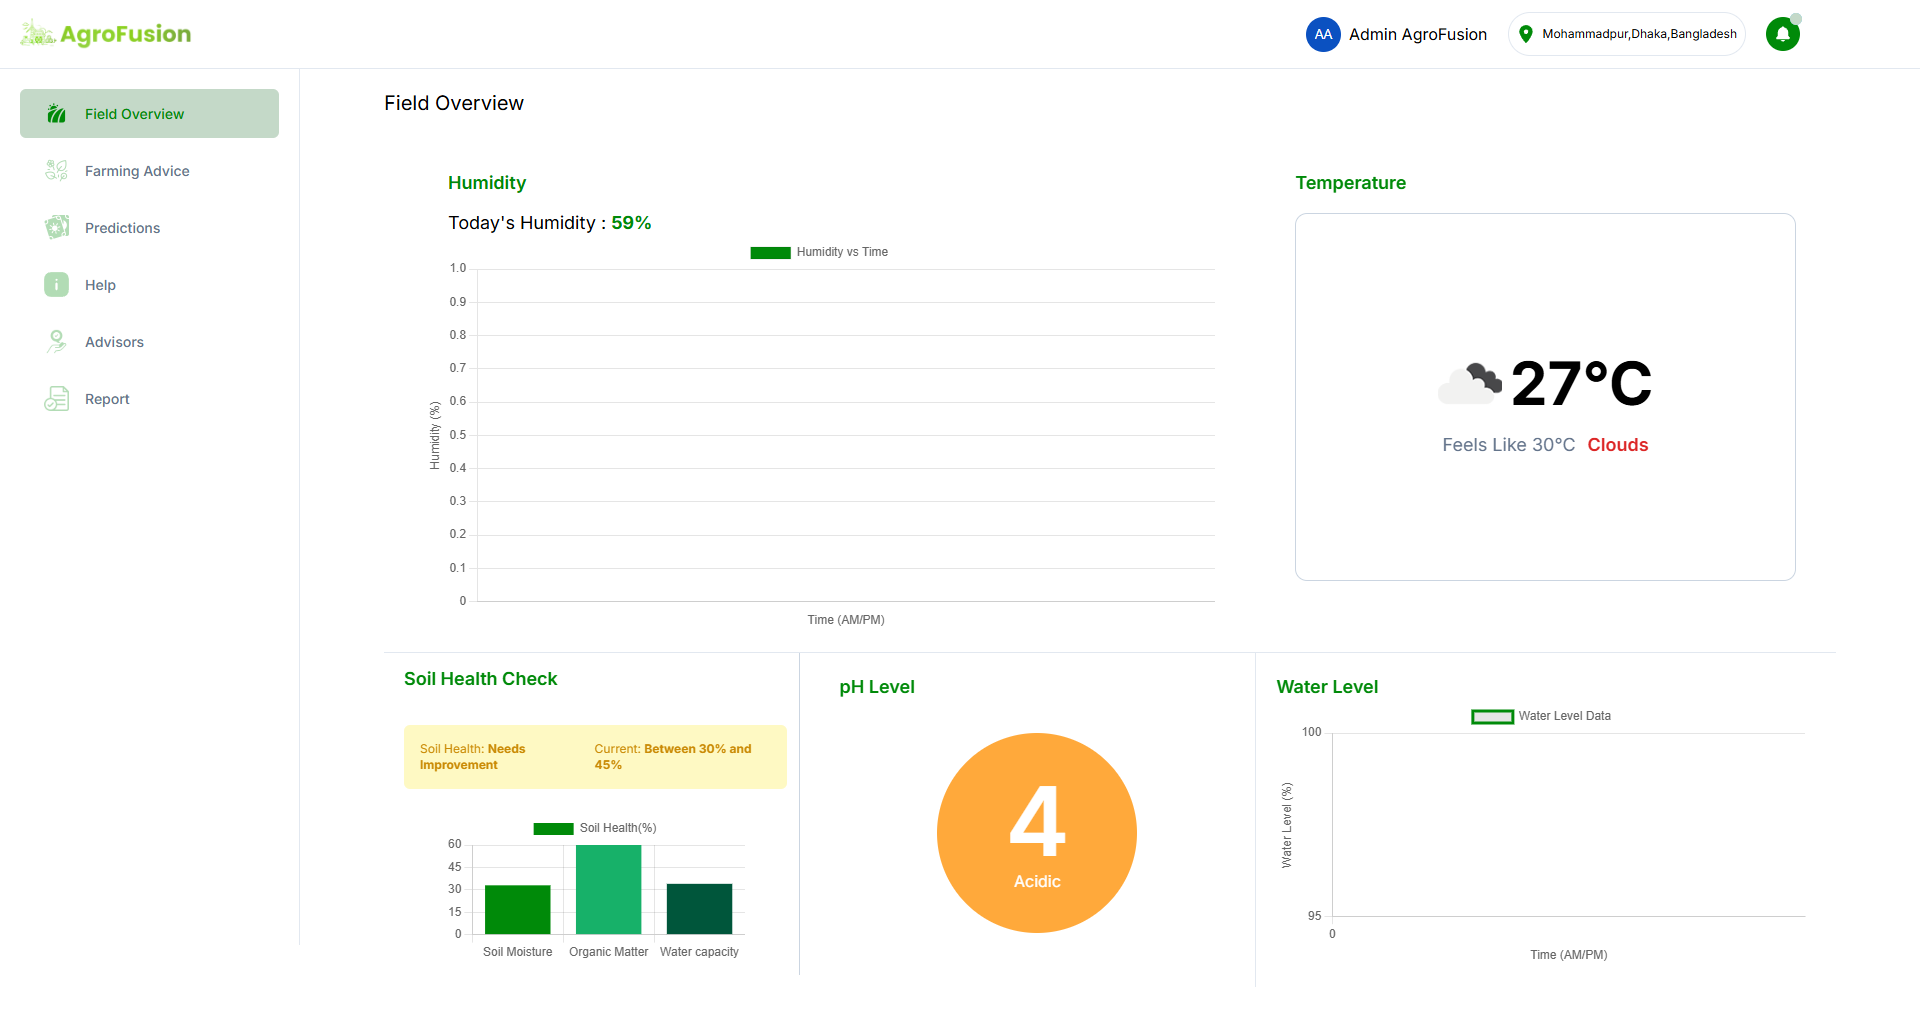 AgroFusion
AA
Admin AgroFusion
Mohammadpur,Dhaka,Bangladesh
Field Overview
Farming Advice
Predictions
i
Help
Advisors
Report
Field Overview
Humidity
Today's Humidity : 59%
Humidity vs Time
1.0
0.9
0.8
0.7
0.6
0.5
0.4
0.3
0.2
0.1
0
Humidity (%)
Time (AM/PM)
Temperature
27°C
Feels Like 30°C Clouds
Soil Health Check
Soil Health: Needs
Improvement
Current: Between 30% and
45%
Soil Health(%)
60
45
30
15
0
Soil Moisture
Organic Matter
Water capacity
pH Level
4
Acidic
Water Level
Water Level Data
100
95
0
Water Level (%)
Time (AM/PM)